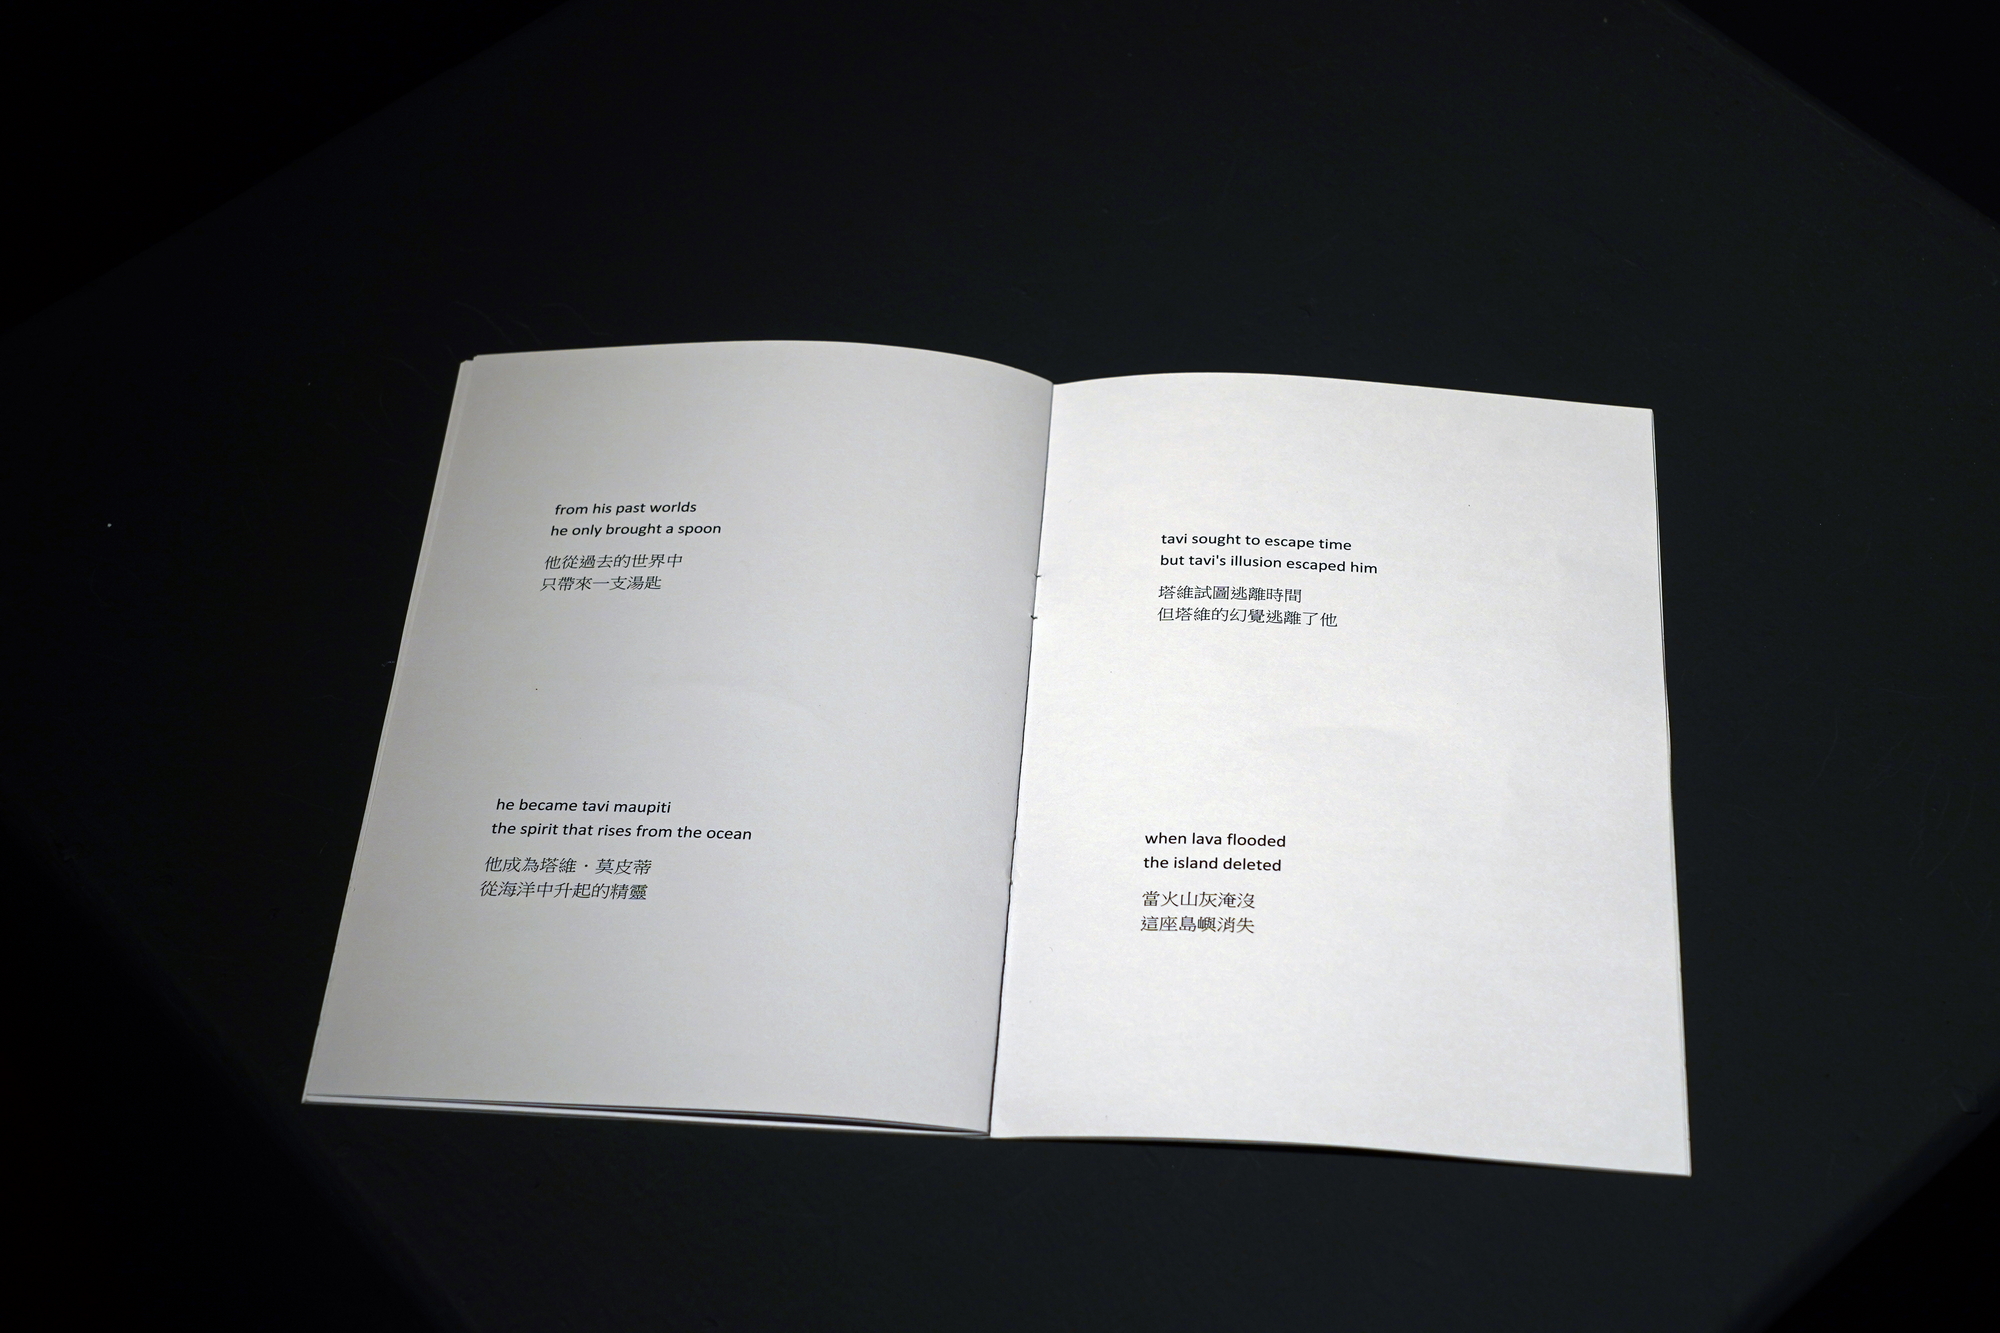 from his past worlds
he only brought a spoon
他從過去的世界中
只帶來一支湯匙
he became tavi maupiti
the spirit that rises from the ocean
他成為塔維・莫皮蒂
從海洋中升起的精靈
tavi sought to escape time
but tavi's illusion escaped him
塔維試圖逃離時間
但塔維的幻覺逃離了他
when lava flooded
the island deleted
當火山灰淹沒
這座島嶼消失